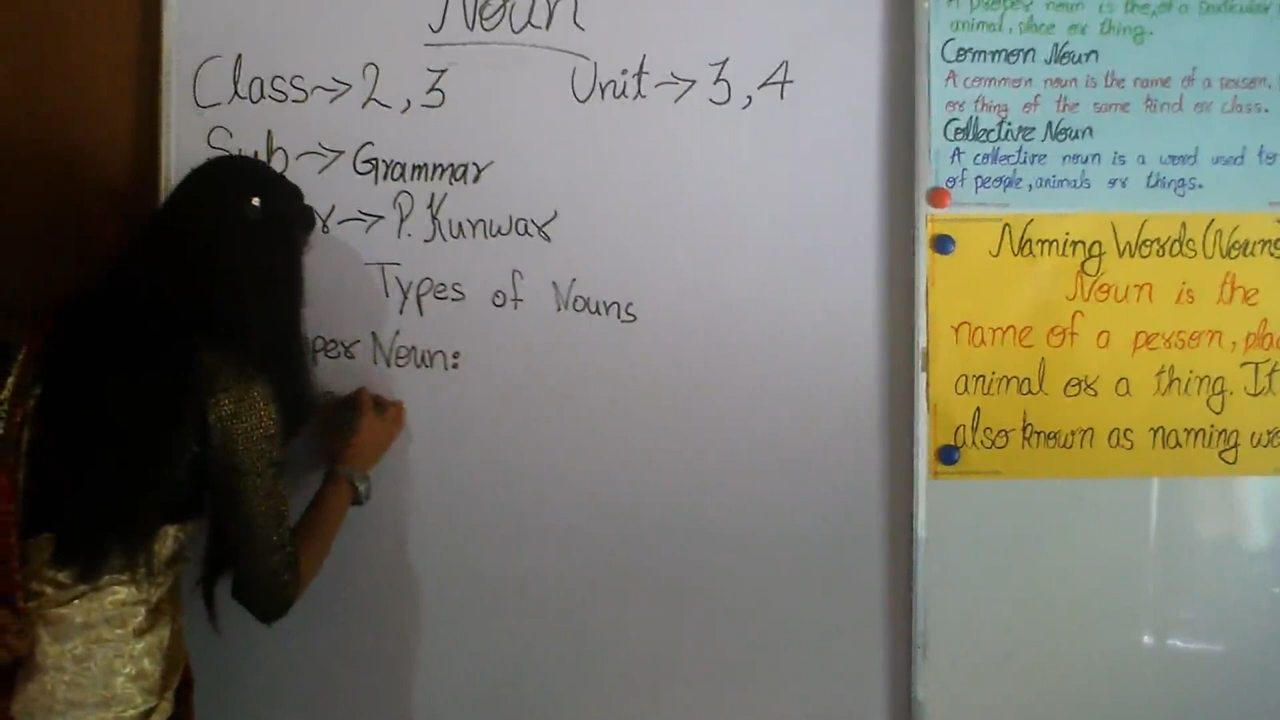 Noun
Class→ 2, 3
Unit→ 3, 4
Sub → Grammar
r→ P. Kunwar
Types of Nouns
per Noun:
A proper noun is the of a particular
animal, place or thing.
Common Noun
A common noun is the name of a person,
or thing of the same kind or class.
Collective Noun
A collective noun is a word used for
of people, animals or things.
Naming Words (Nouns
Noun is the
name of a person, pla
animal or a thing. It
also known as naming wo